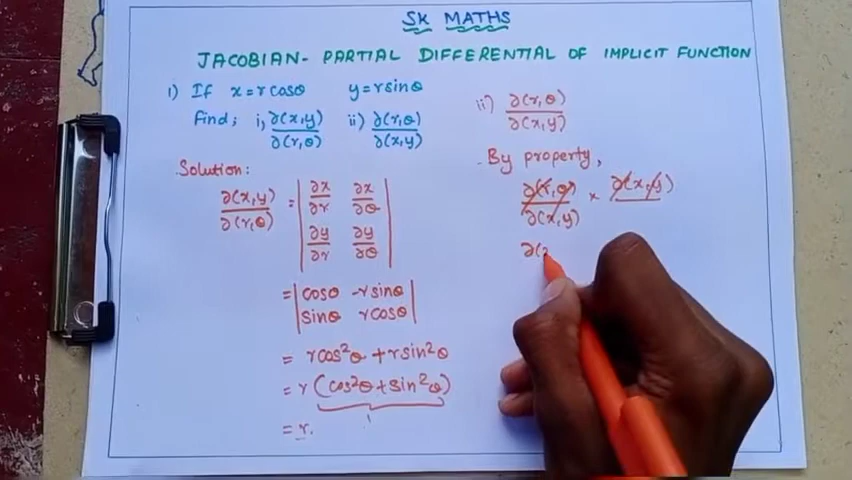 SK MATHS
JACOBIAN- PARTIAL DIFFERENTIAL OF IMPLICIT FUNCTION
1) If x = r cosθ y = r sinθ
Find; i, ∂(x,y)/∂(r,θ) ii) ∂(r,θ)/∂(x,y)
Solution:
∂(x,y)/∂(r,θ) = | ∂x/∂r ∂x/∂θ |
| ∂y/∂r ∂y/∂θ |
= | cosθ -r sinθ |
| sinθ r cosθ |
= r cos²θ + r sin²θ
= r (cos²θ + sin²θ)
1
= r.
ii) ∂(r,θ)/∂(x,y)
By property,
∂(r,θ)/∂(x,y) × ∂(x,y)
∂(